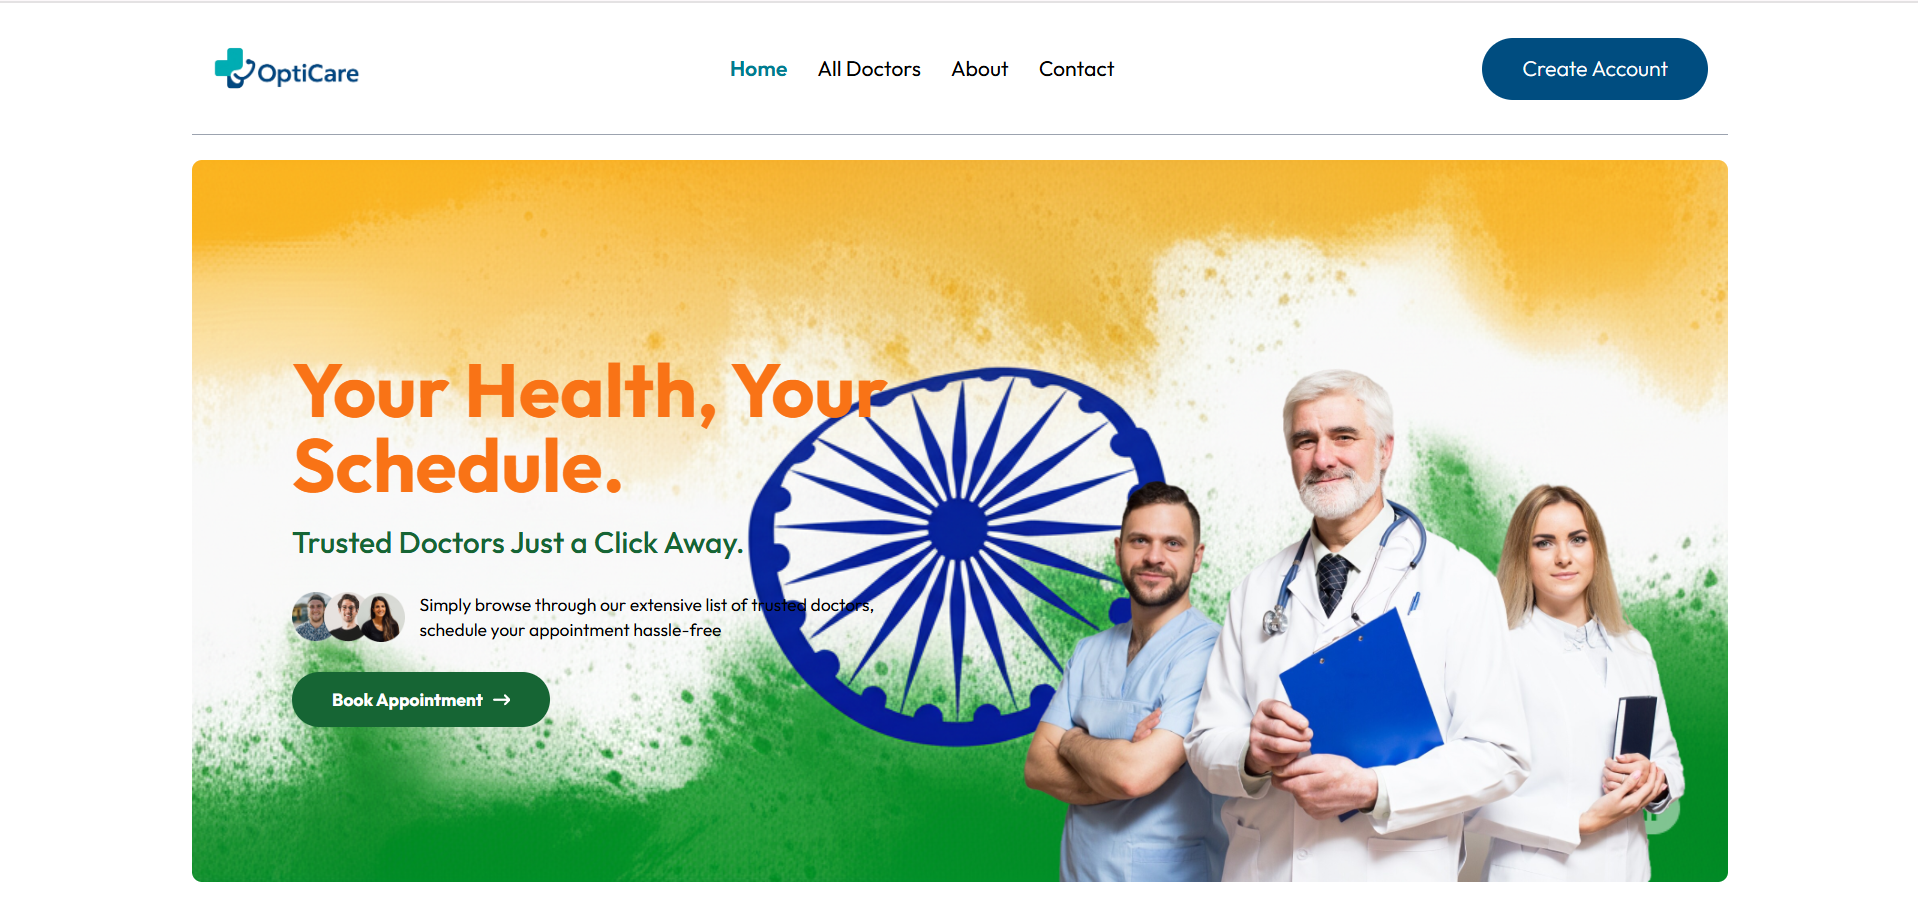 OptiCare
Home
All Doctors
About
Contact
Create Account
Your Health, Your
Schedule.
Trusted Doctors Just a Click Away.
Simply browse through our extensive list of trusted doctors,
schedule your appointment hassle-free
Book Appointment →